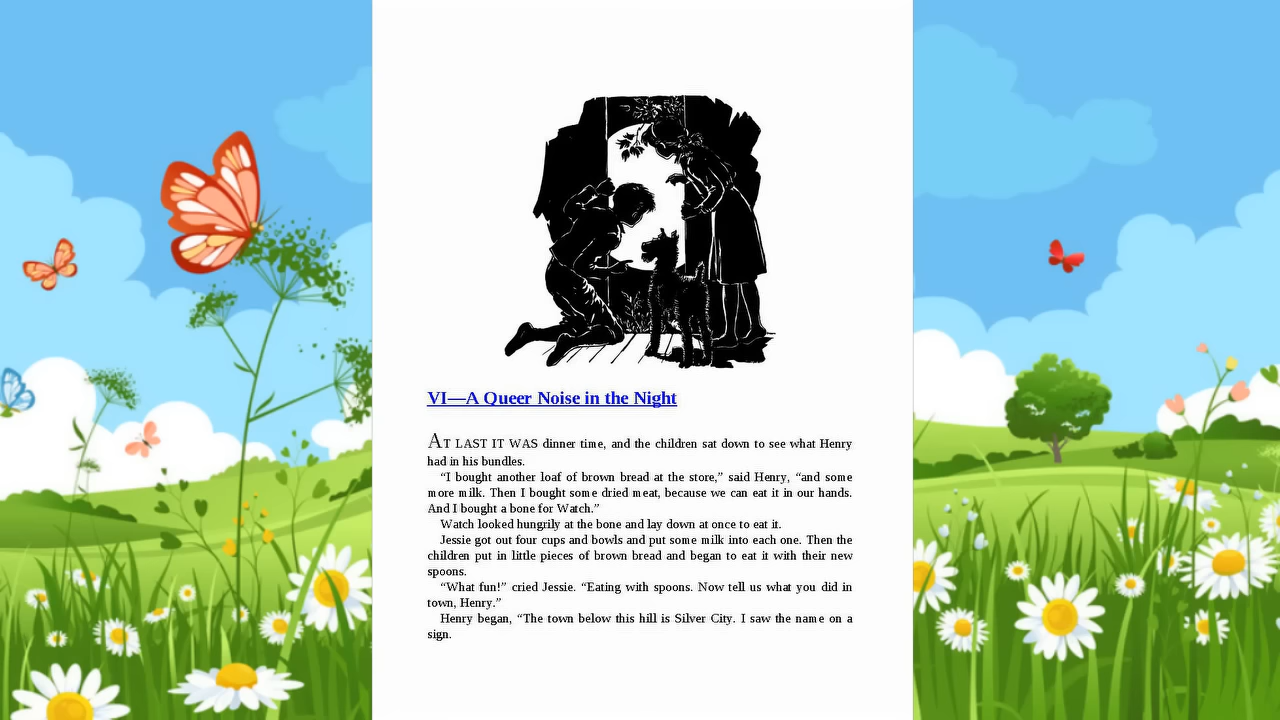 VI—A Queer Noise in the Night
AT LAST IT WAS dinner time, and the children sat down to see what Henry
had in his bundles.
“I bought another loaf of brown bread at the store,” said Henry, “and some
more milk. Then I bought some dried meat, because we can eat it in our hands.
And I bought a bone for Watch.”
Watch looked hungrily at the bone and lay down at once to eat it.
Jessie got out four cups and bowls and put some milk into each one. Then the
children put in little pieces of brown bread and began to eat it with their new
spoons.
“What fun!” cried Jessie. “Eating with spoons. Now tell us what you did in
town, Henry.”
Henry began, “The town below this hill is Silver City. I saw the name on a
sign.